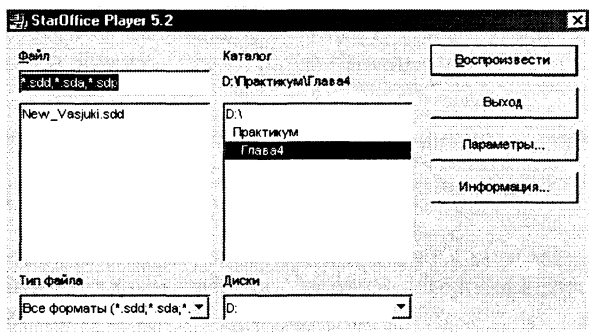 StarOffice Player 5.2
Файл
*.sdd,*.sda,*.sdp
New_Vasjuki.sdd
Тип файла
Все форматы (*.sdd,*.sda,*.
Каталог
D:\Практикум\Глава4
D:\
Практикум
Глава4
Диски
D:
Воспроизвести
Выход
Параметры...
Информация...